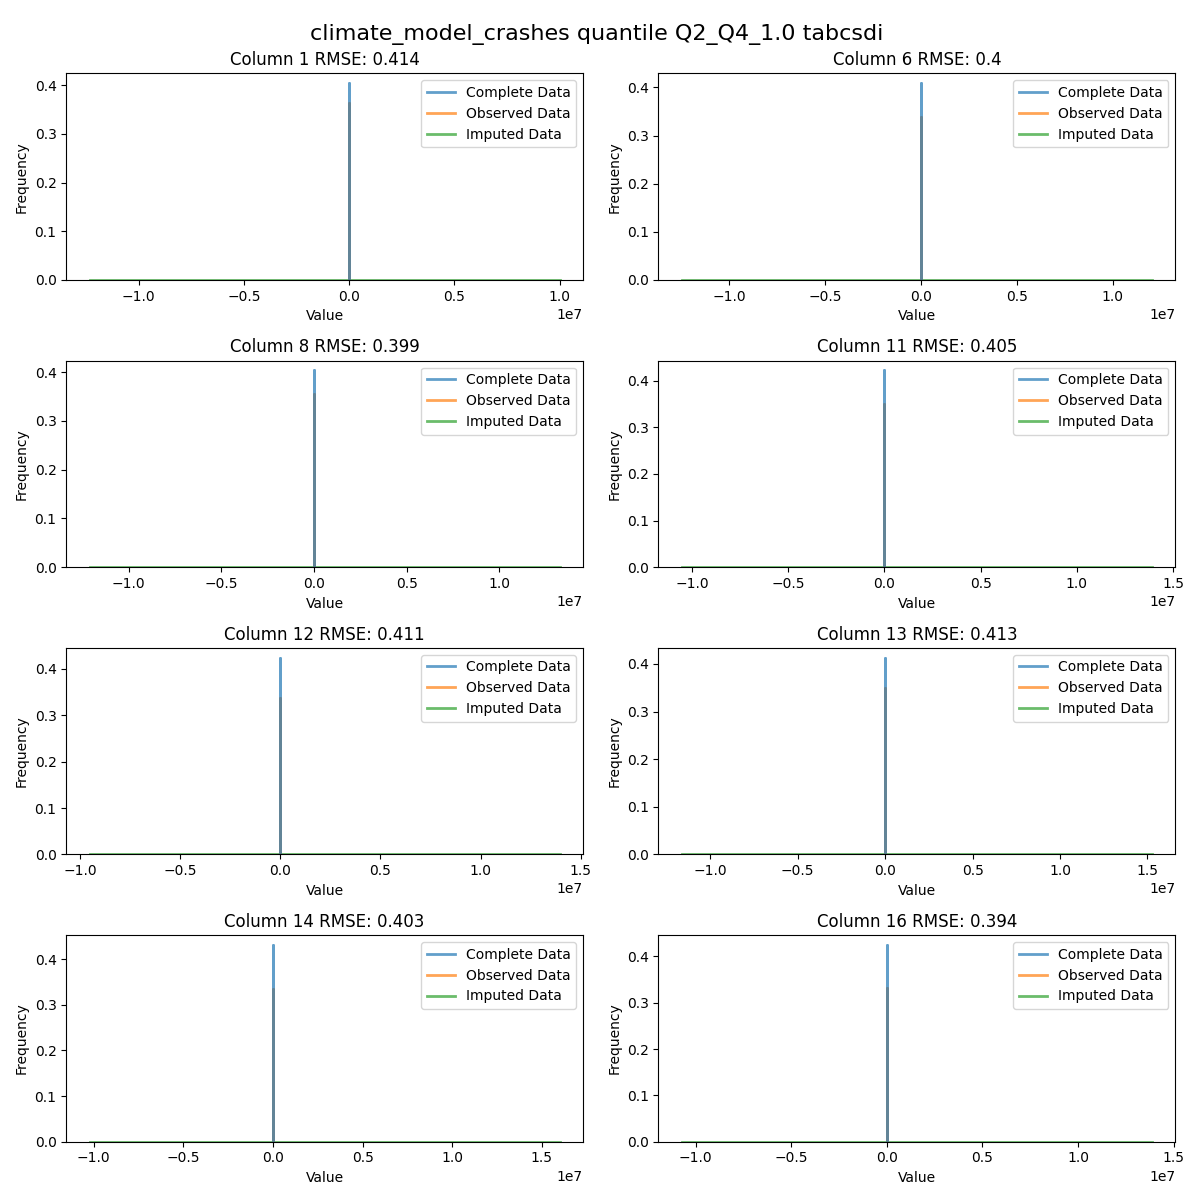 climate_model_crashes quantile Q2_Q4_1.0 tabcsdi
Column 1 RMSE: 0.414
Complete Data
Observed Data
Imputed Data
Frequency
0.4
0.3
0.2
0.1
0.0
−1.0 −0.5 0.0 0.5 1.0
1e7
Value
Column 6 RMSE: 0.4
Complete Data
Observed Data
Imputed Data
Frequency
0.4
0.3
0.2
0.1
0.0
−1.0 −0.5 0.0 0.5 1.0
1e7
Value
Column 8 RMSE: 0.399
Complete Data
Observed Data
Imputed Data
Frequency
0.4
0.3
0.2
0.1
0.0
−1.0 −0.5 0.0 0.5 1.0
1e7
Value
Column 11 RMSE: 0.405
Complete Data
Observed Data
Imputed Data
Frequency
0.4
0.3
0.2
0.1
0.0
−1.0 −0.5 0.0 0.5 1.0 1.5
1e7
Value
Column 12 RMSE: 0.411
Complete Data
Observed Data
Imputed Data
Frequency
0.4
0.3
0.2
0.1
0.0
−1.0 −0.5 0.0 0.5 1.0 1.5
1e7
Value
Column 13 RMSE: 0.413
Complete Data
Observed Data
Imputed Data
Frequency
0.4
0.3
0.2
0.1
0.0
−1.0 −0.5 0.0 0.5 1.0 1.5
1e7
Value
Column 14 RMSE: 0.403
Complete Data
Observed Data
Imputed Data
Frequency
0.4
0.3
0.2
0.1
0.0
−1.0 −0.5 0.0 0.5 1.0 1.5
1e7
Value
Column 16 RMSE: 0.394
Complete Data
Observed Data
Imputed Data
Frequency
0.4
0.3
0.2
0.1
0.0
−1.0 −0.5 0.0 0.5 1.0 1.5
1e7
Value